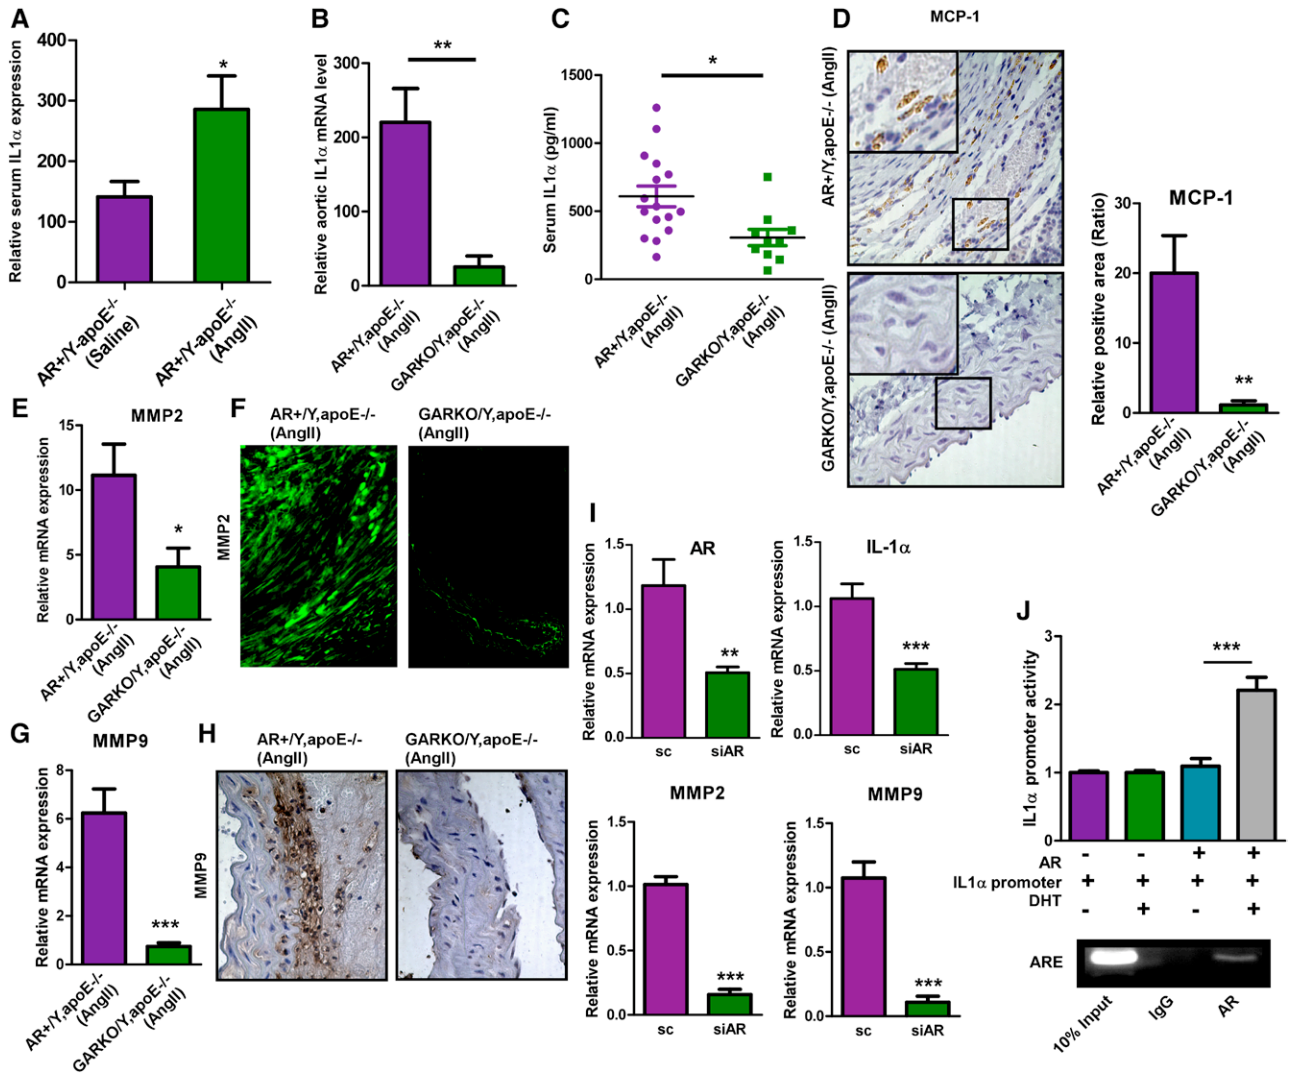 A
Relative serum IL1α expression
400
300
200
100
0
*
AR+/Y-apoE-/-
(Saline)
AR+/Y-apoE-/-
(AngII)
B
Relative aortic IL1α mRNA level
300
200
100
0
**
AR+/Y,apoE-/-
(AngII)
GARKO/Y,apoE-/-
(AngII)
C
Serum IL1α (pg/ml)
1500
1000
500
0
*
AR+/Y,apoE-/-
(AngII)
GARKO/Y,apoE-/-
(AngII)
D
MCP-1
AR+/Y,apoE-/- (AngII)
GARKO/Y,apoE-/- (AngII)
MCP-1
Relative positive area (Ratio)
30
20
10
0
**
AR+/Y,apoE-/-
(AngII)
GARKO/Y,apoE-/-
(AngII)
E
MMP2
Relative mRNA expression
15
10
5
0
*
AR+/Y,apoE-/-
(AngII)
GARKO/Y,apoE-/-
(AngII)
F
AR+/Y,apoE-/-
(AngII)
GARKO/Y,apoE-/-
(AngII)
MMP2
G
MMP9
Relative mRNA expression
8
6
4
2
0
***
AR+/Y,apoE-/-
(AngII)
GARKO/Y,apoE-/-
(AngII)
H
AR+/Y,apoE-/-
(AngII)
GARKO/Y,apoE-/-
(AngII)
MMP9
I
AR
Relative mRNA expression
1.5
1.0
0.5
0.0
**
sc siAR
IL-1α
Relative mRNA expression
1.5
1.0
0.5
0.0
***
sc siAR
MMP2
Relative mRNA expression
1.5
1.0
0.5
0.0
***
sc siAR
MMP9
Relative mRNA expression
1.5
1.0
0.5
0.0
***
sc siAR
J
IL1α promoter activity
3
2
1
0
***
AR - - + +
IL1α promoter + + + +
DHT - + - +
ARE
10% Input
IgG
AR